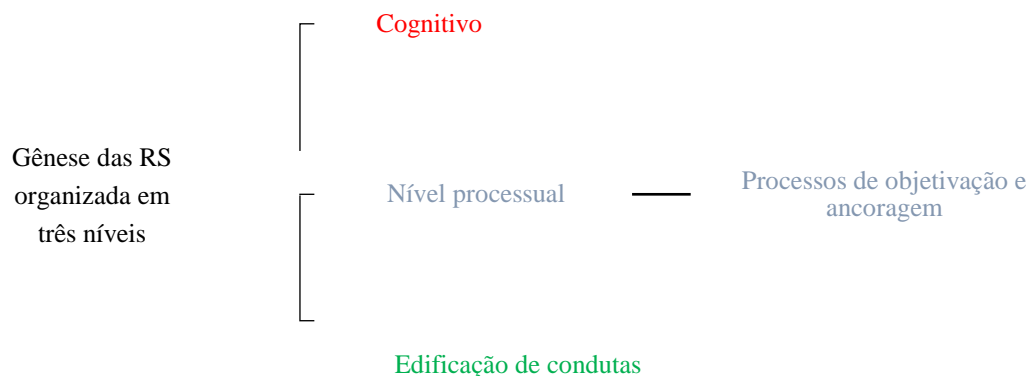 Cognitivo
Gênese das RS
organizada em
três níveis
Nível processual
Processos de objetivação e
ancoragem
Edificação de condutas